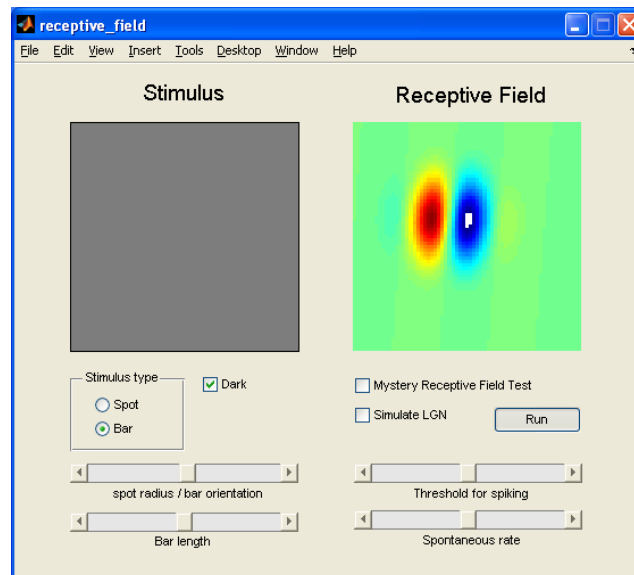 receptive_field
File Edit View Insert Tools Desktop Window Help
Stimulus
Receptive Field
Stimulus type
Spot
Bar
Dark
Mystery Receptive Field Test
Simulate LGN
Run
spot radius / bar orientation
Threshold for spiking
Bar length
Spontaneous rate